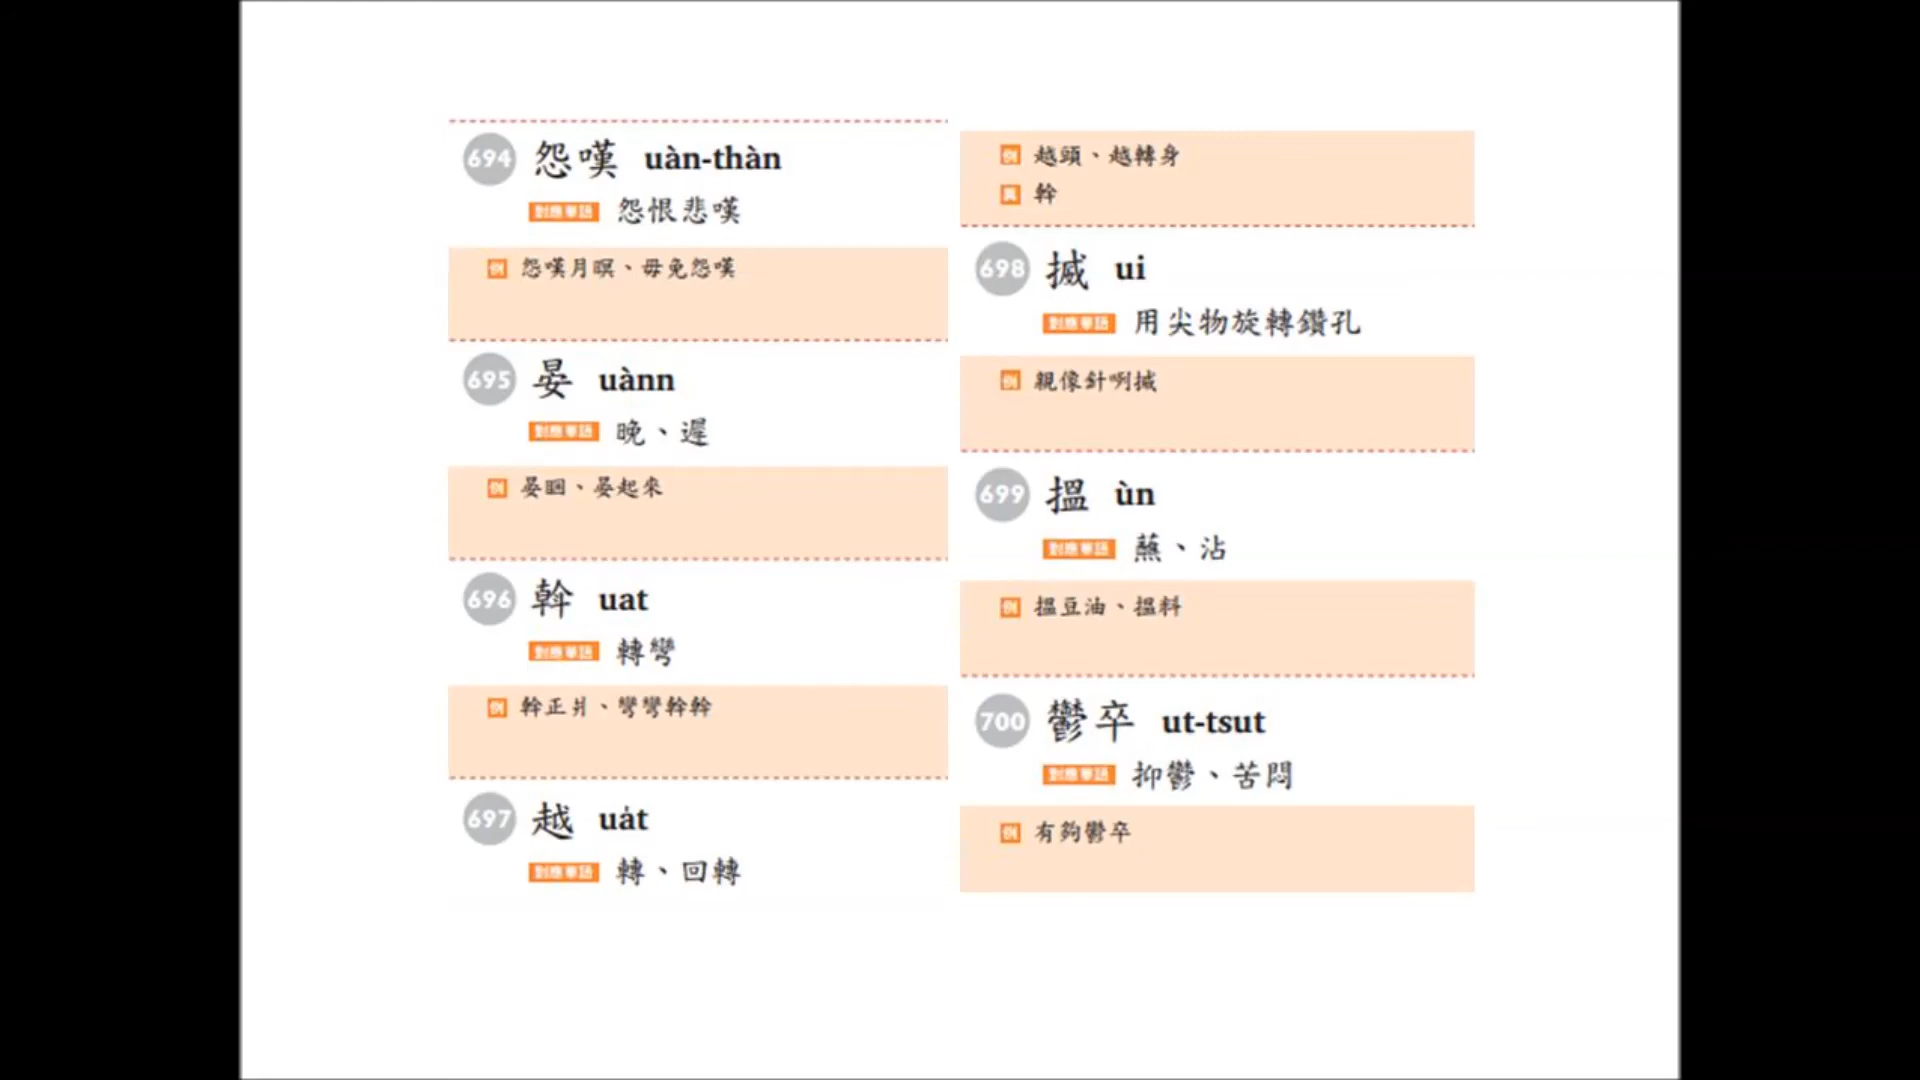 694 怨嘆 uàn-thàn
對應華語 怨恨悲嘆
例 怨嘆月暝、毋免怨嘆
695 晏 uànn
對應華語 晚、遲
例 晏睏、晏起來
696 斡 uat
對應華語 轉彎
例 斡正爿、彎彎斡斡
697 越 ua̍t
對應華語 轉、回轉
例 越頭、越轉身
異 斡
698 搣 ui
對應華語 用尖物旋轉鑽孔
例 親像針咧搣
699 搵 ùn
對應華語 蘸、沾
例 搵豆油、搵料
700 鬱卒 ut-tsut
對應華語 抑鬱、苦悶
例 有夠鬱卒